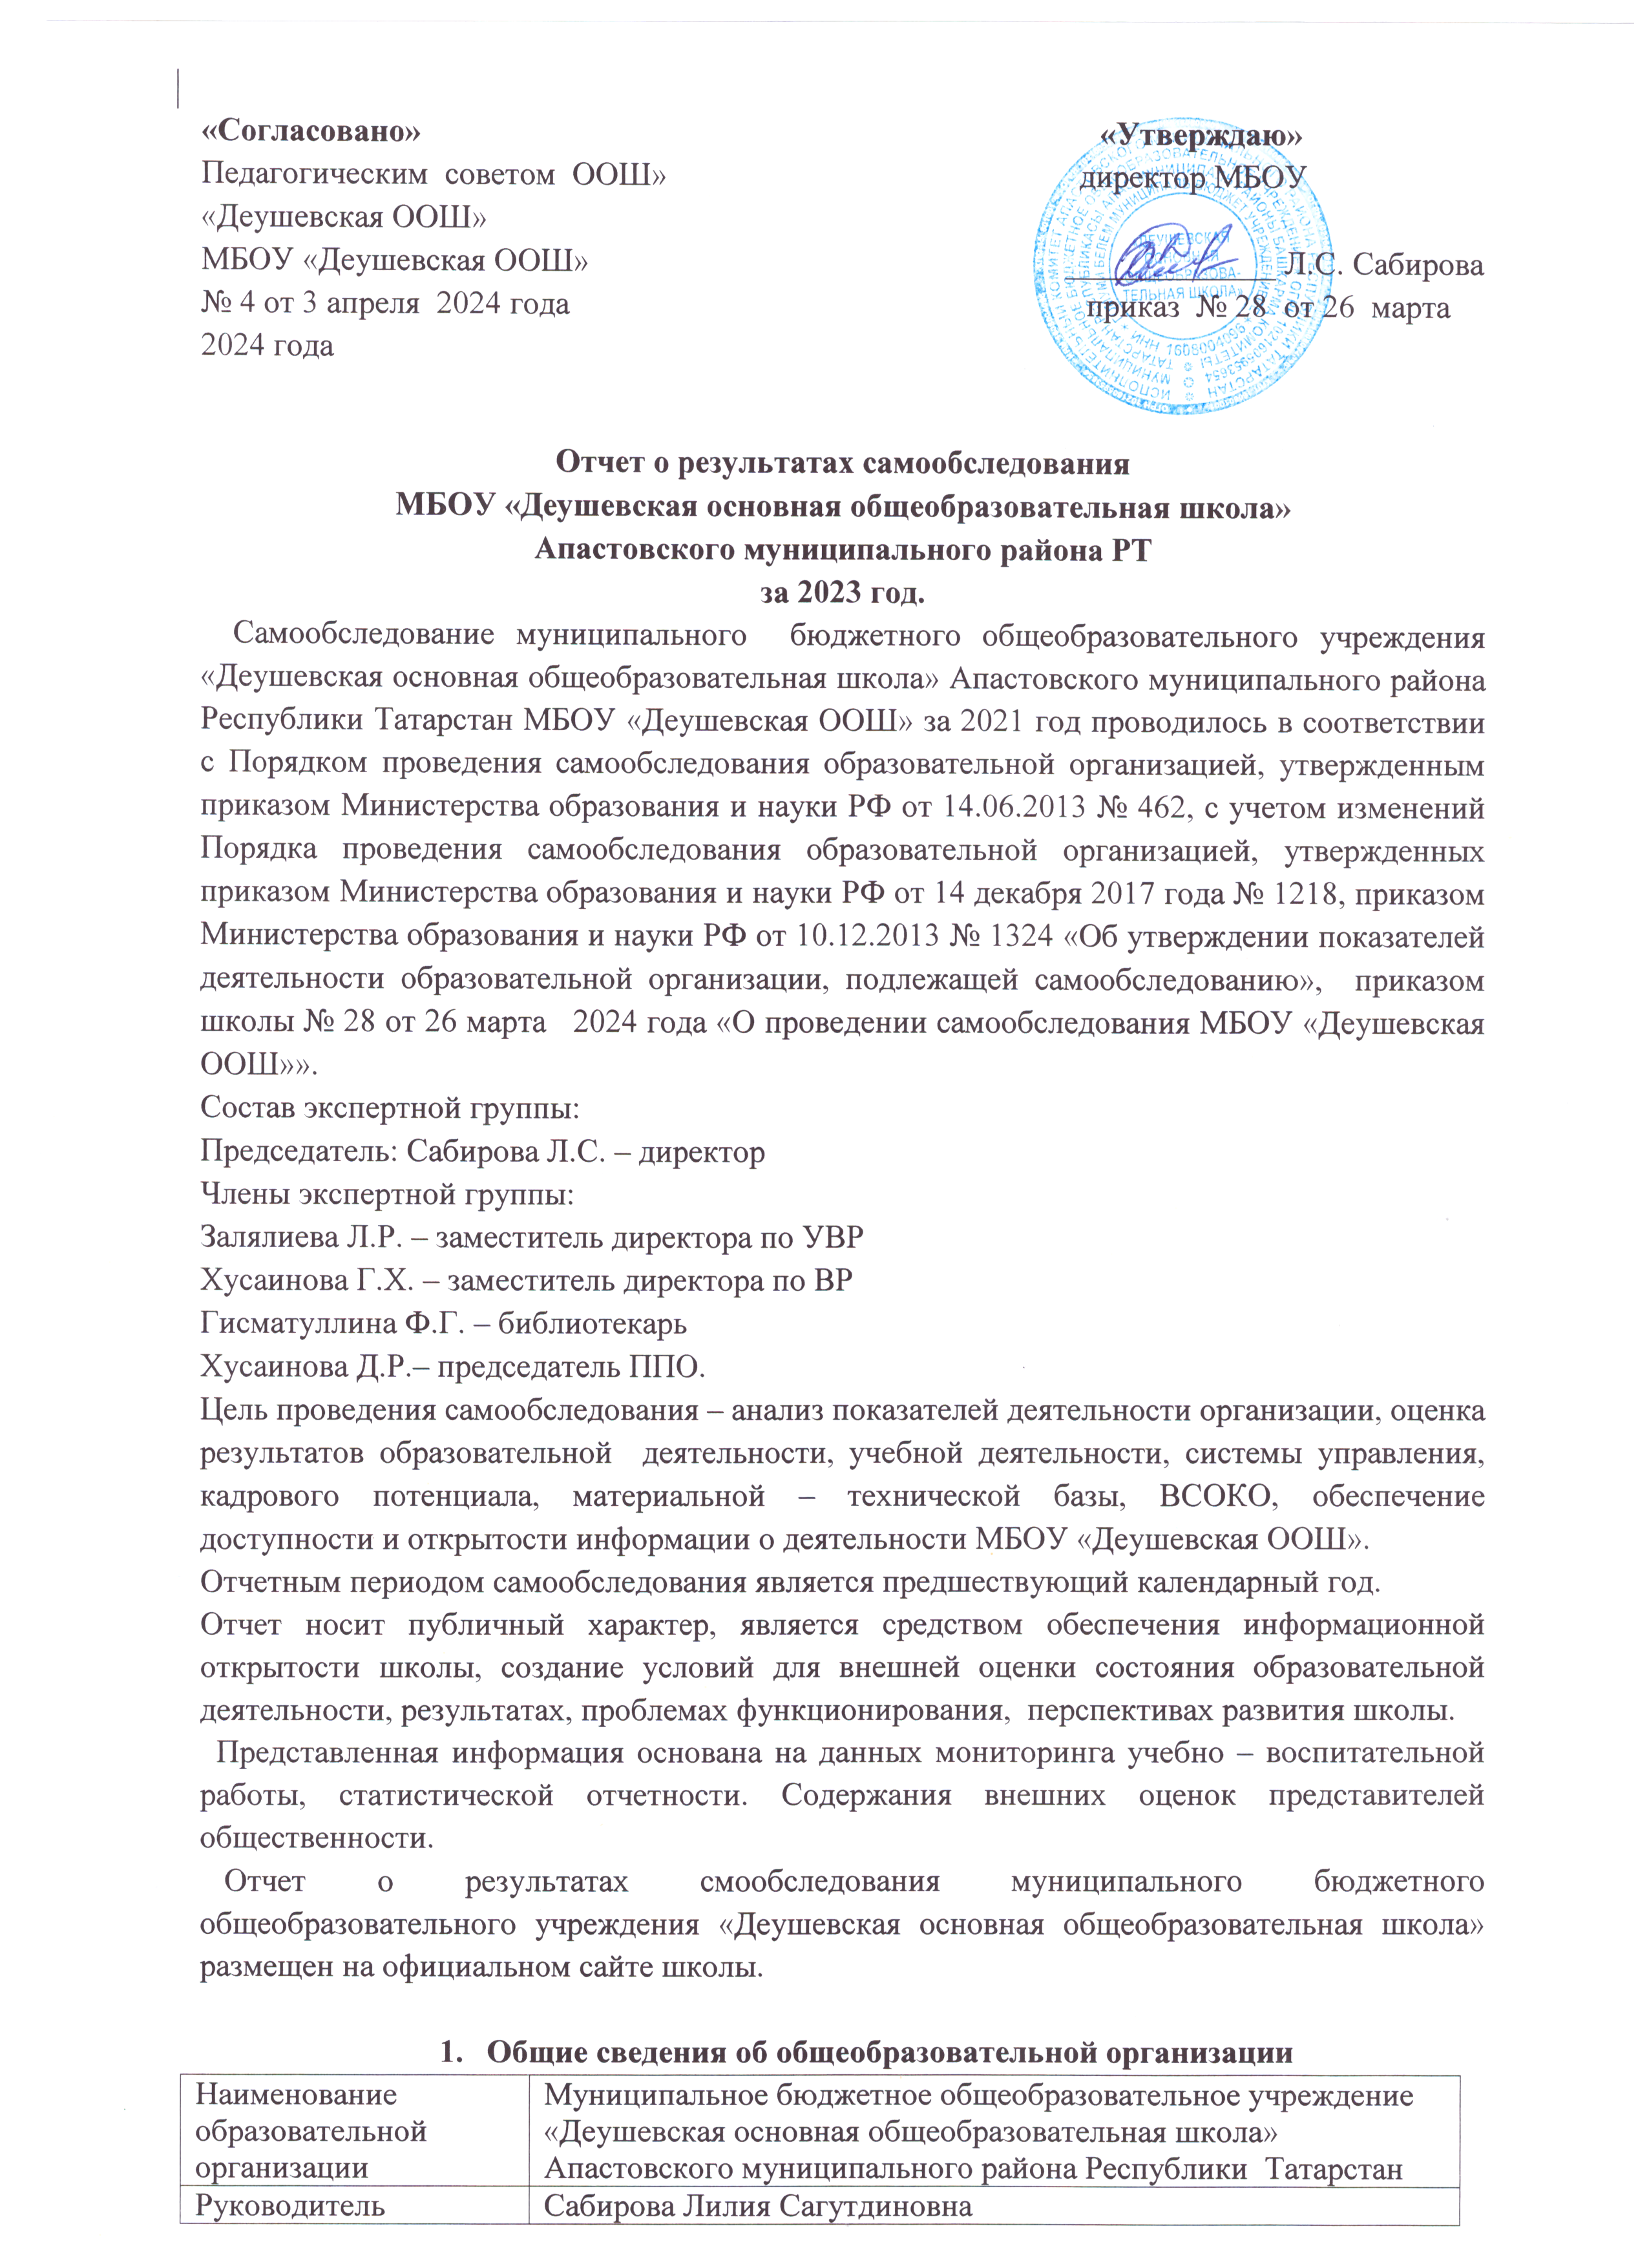 «Согласовано»
Педагогическим советом ООШ»
«Деушевская ООШ»
МБОУ «Деушевская ООШ»
№ 4 от 3 апреля 2024 года
2024 года
«Утверждаю»
директор МБОУ
Л.С. Сабирова
приказ № 28 от 26 марта
Отчет о результатах самообследования
МБОУ «Деушевская основная общеобразовательная школа»
Апастовского муниципального района РТ
за 2023 год.
Самообследование муниципального бюджетного общеобразовательного учреждения
«Деушевская основная общеобразовательная школа» Апастовского муниципального района
Республики Татарстан МБОУ «Деушевская ООШ» за 2021 год проводилось в соответствии
с Порядком проведения самообследования образовательной организацией, утвержденным
приказом Министерства образования и науки РФ от 14.06.2013 № 462, с учетом изменений
Порядка проведения самообследования образовательной организацией, утвержденных
приказом Министерства образования и науки РФ от 14 декабря 2017 года № 1218, приказом
Министерства образования и науки РФ от 10.12.2013 № 1324 «Об утверждении показателей
деятельности образовательной организации, подлежащей самообследованию», приказом
школы № 28 от 26 марта 2024 года «О проведении самообследования МБОУ «Деушевская
ООШ»».
Состав экспертной группы:
Председатель: Сабирова Л.С. – директор
Члены экспертной группы:
Залялиева Л.Р. – заместитель директора по УВР
Хусаинова Г.Х. – заместитель директора по ВР
Гисматуллина Ф.Г. – библиотекарь
Хусаинова Д.Р.– председатель ППО.
Цель проведения самообследования – анализ показателей деятельности организации, оценка
результатов образовательной деятельности, учебной деятельности, системы управления,
кадрового потенциала, материальной – технической базы, ВСОКО, обеспечение
доступности и открытости информации о деятельности МБОУ «Деушевская ООШ».
Отчетным периодом самообследования является предшествующий календарный год.
Отчет носит публичный характер, является средством обеспечения информационной
открытости школы, создание условий для внешней оценки состояния образовательной
деятельности, результатах, проблемах функционирования, перспективах развития школы.
Представленная информация основана на данных мониторинга учебно – воспитательной
работы, статистической отчетности. Содержания внешних оценок представителей
общественности.
Отчет о результатах смообследования муниципального бюджетного
общеобразовательного учреждения «Деушевская основная общеобразовательная школа»
размещен на официальном сайте школы.
1. Общие сведения об общеобразовательной организации
Наименование
образовательной
организации
Муниципальное бюджетное общеобразовательное учреждение
«Деушевская основная общеобразовательная школа»
Апастовского муниципального района Республики Татарстан
Руководитель
Сабирова Лилия Сагутдиновна